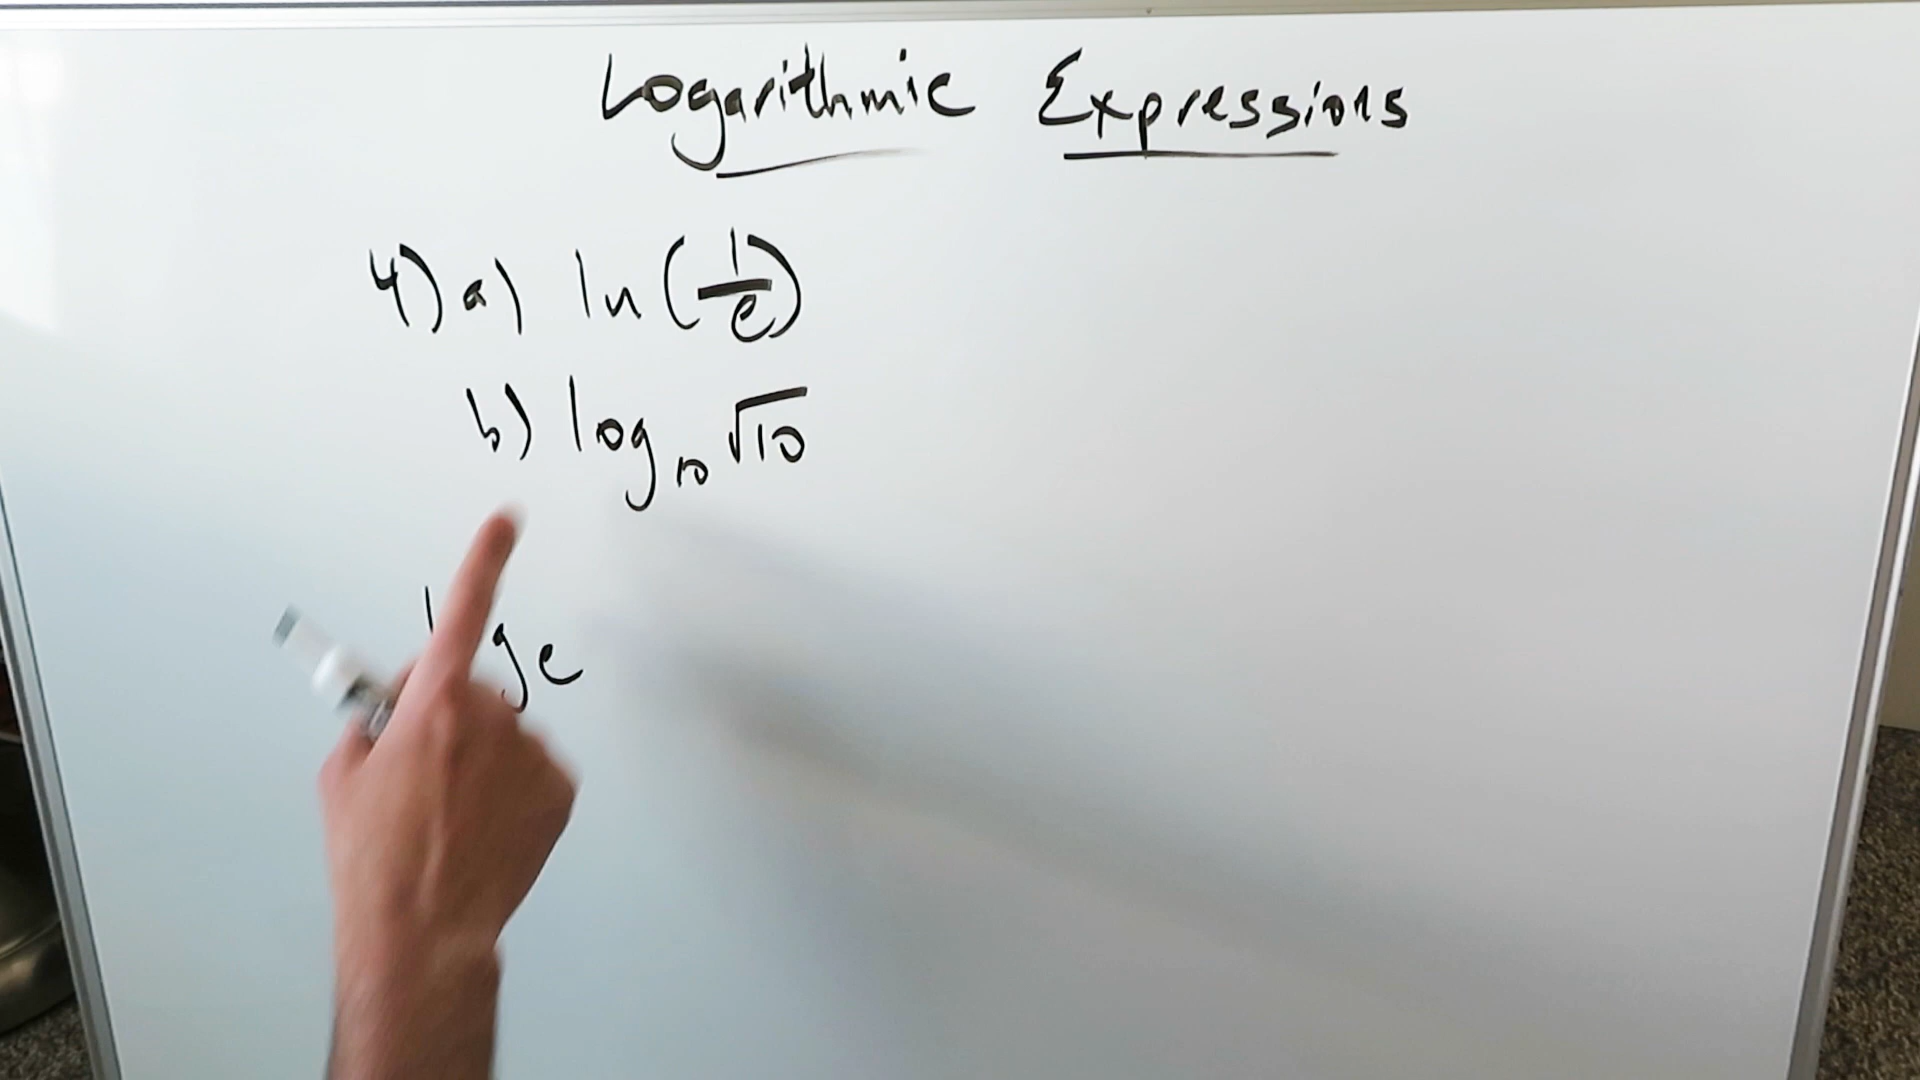 Logarithmic Expressions
4) a) ln(1/e)
b) log₁₀ √10